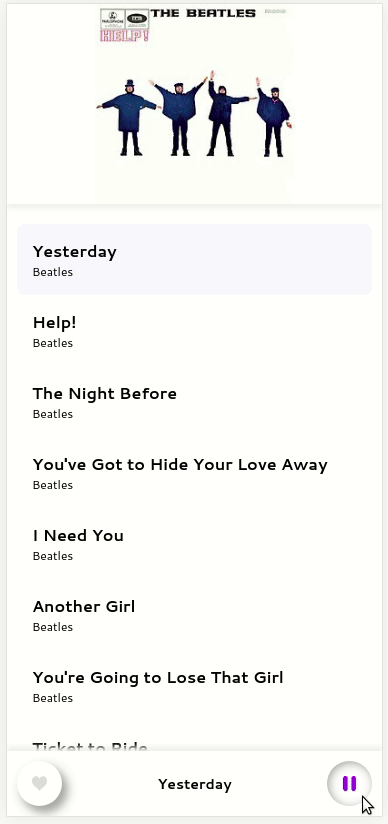 THE BEATLES
HELP!
Yesterday
Beatles
Help!
Beatles
The Night Before
Beatles
You've Got to Hide Your Love Away
Beatles
I Need You
Beatles
Another Girl
Beatles
You're Going to Lose That Girl
Beatles
Ticket to Ride
Yesterday